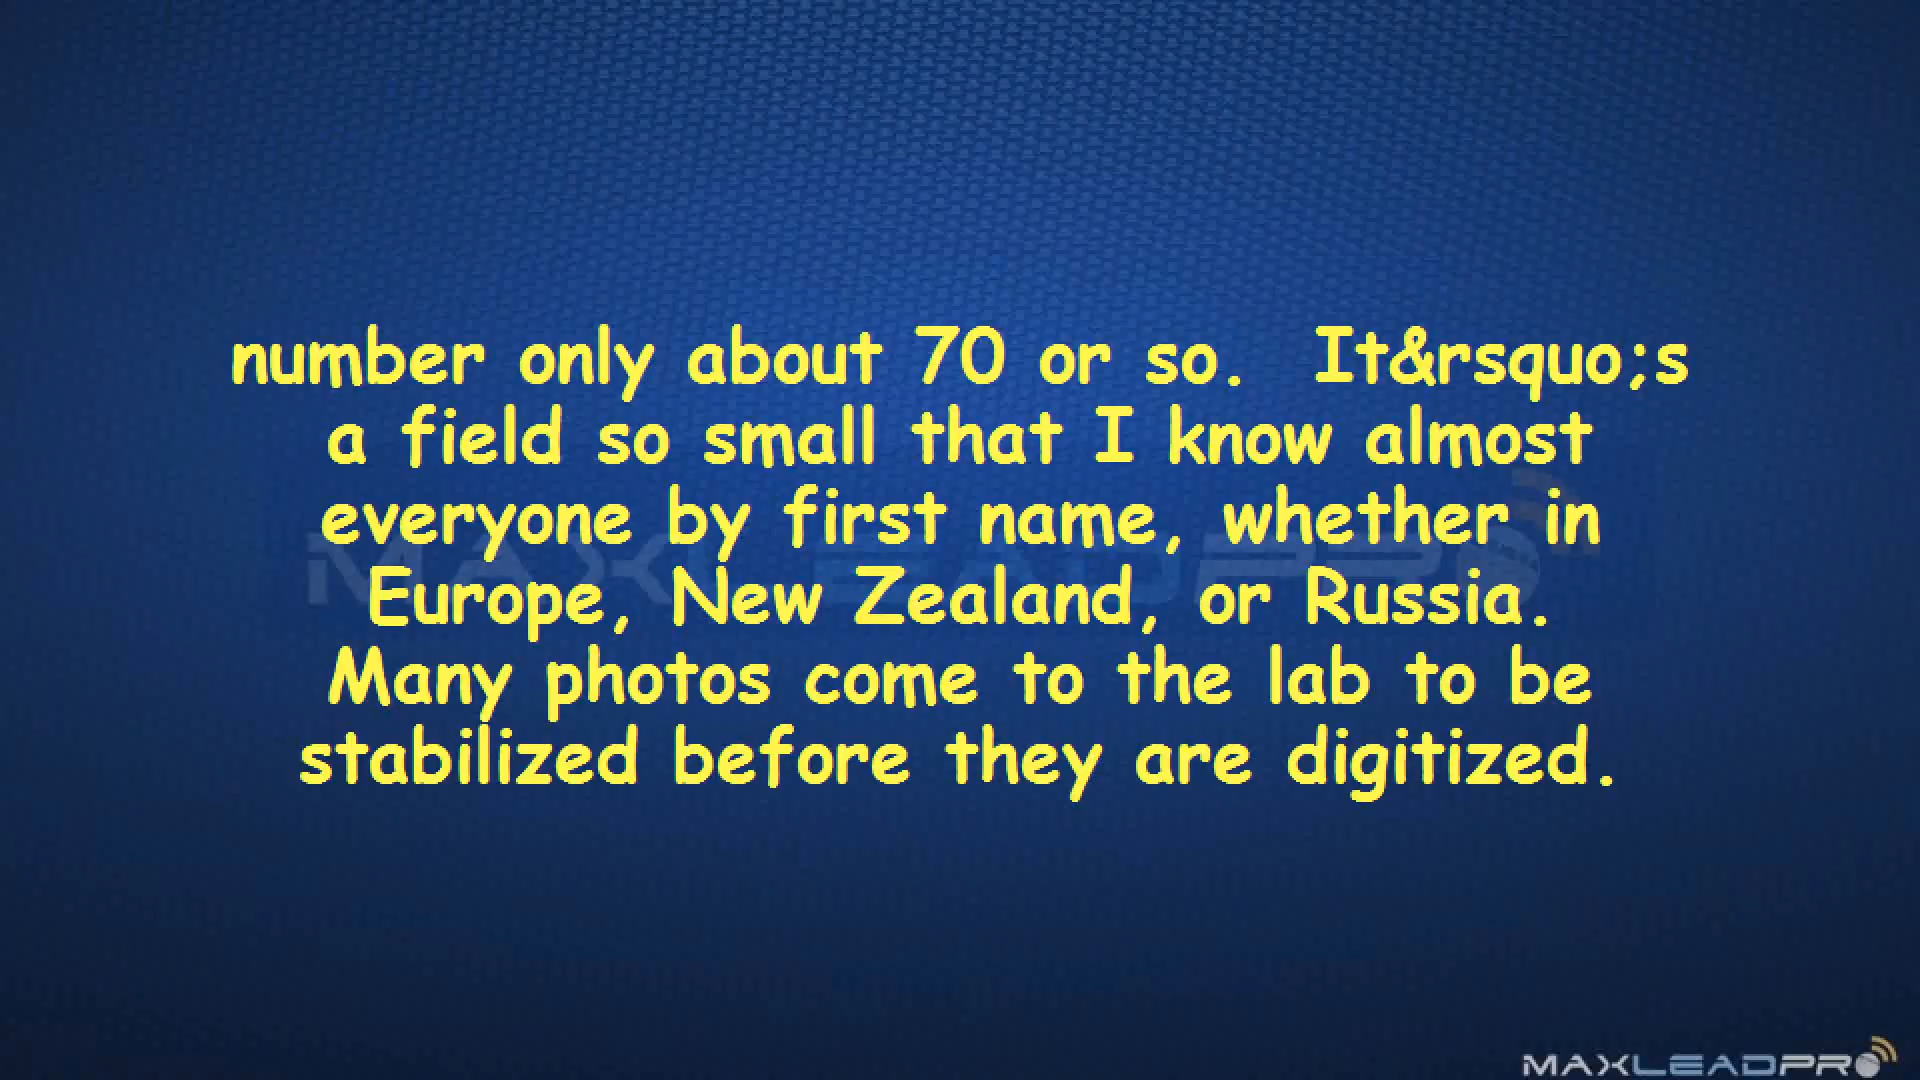 number only about 70 or so.  It&rsquo;s
a field so small that I know almost
everyone by first name, whether in
Europe, New Zealand, or Russia.
Many photos come to the lab to be
stabilized before they are digitized.
MAXLEADPRO
MAXLEADPRO